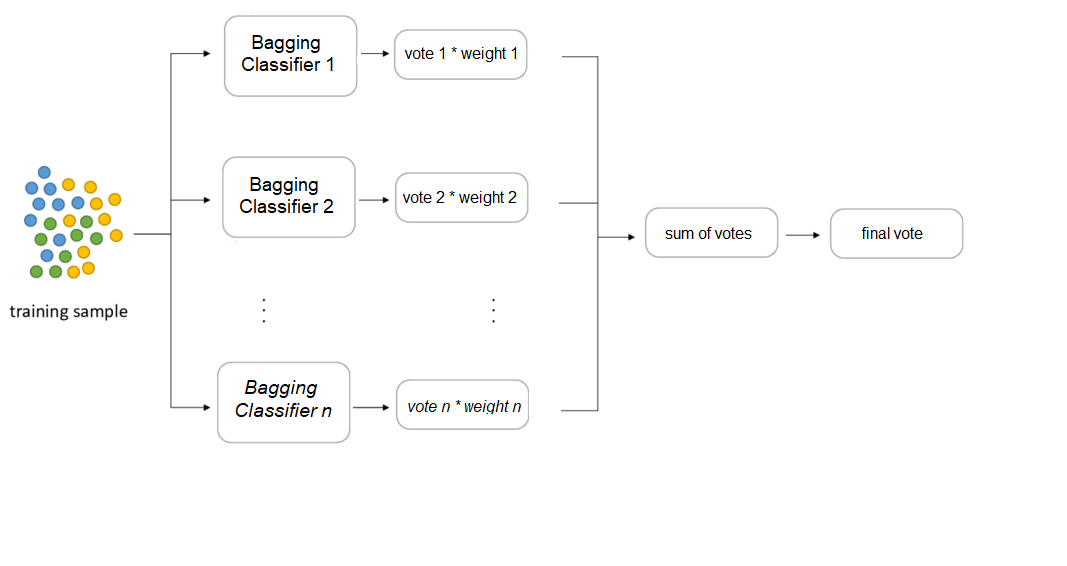 Bagging
Classifier 1
vote 1 * weight 1
Bagging
Classifier 2
vote 2 * weight 2
sum of votes
final vote
training sample
Bagging
Classifier n
vote n * weight n